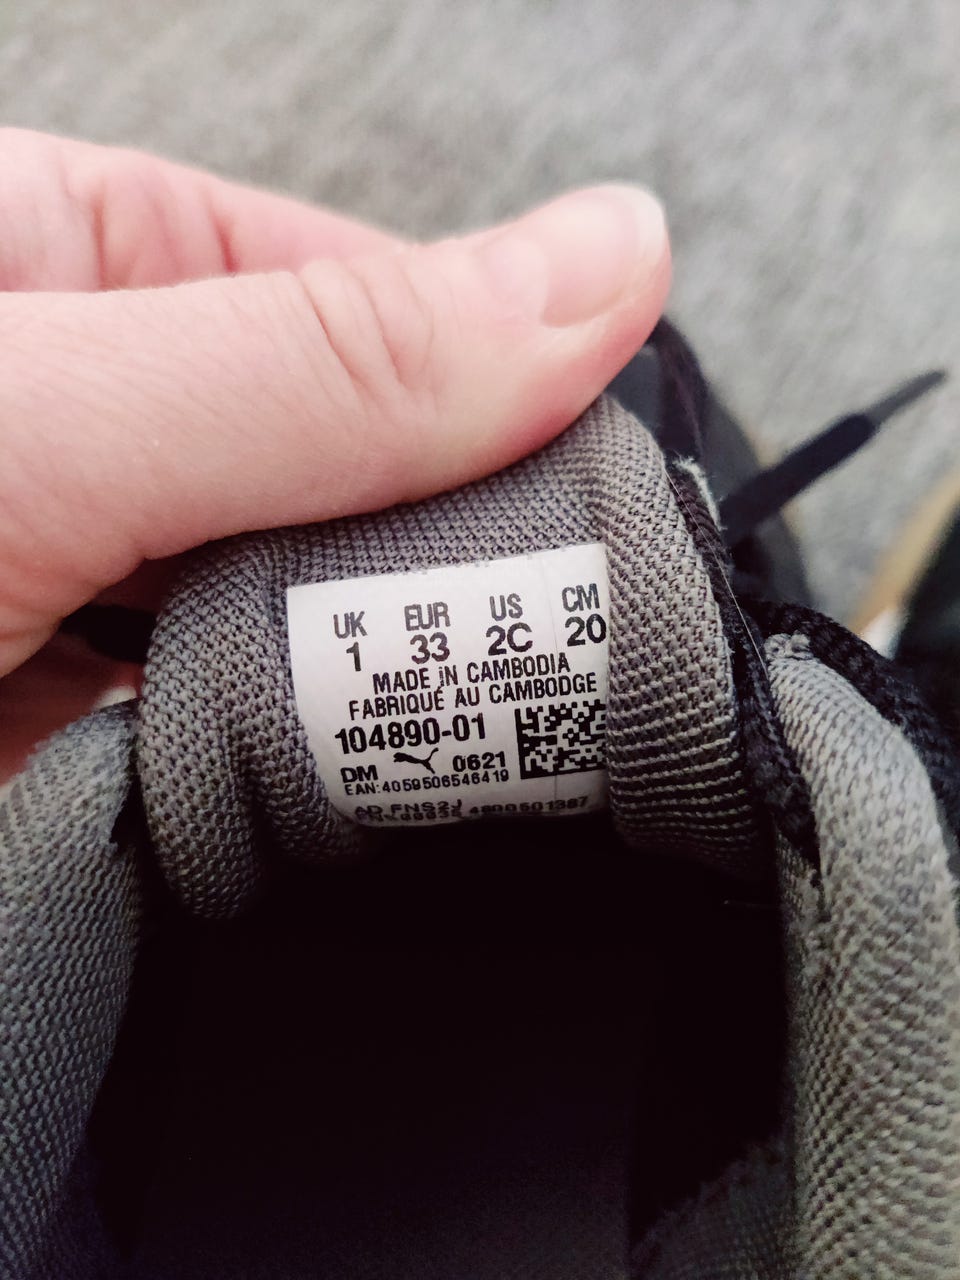 UK EUR US CM
1 33 2C 20
MADE IN CAMBODIA
FABRIQUÉ AU CAMBODGE
104890-01
DM 0621
EAN:4059506546419